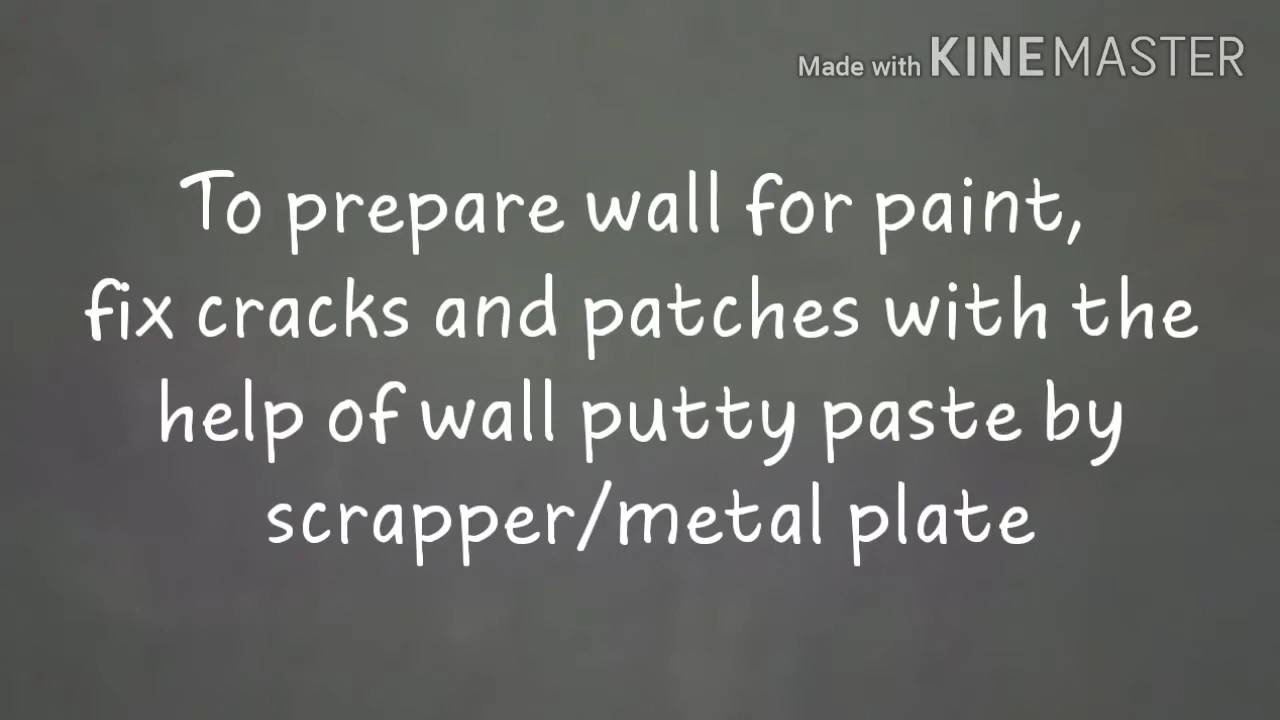 Made with KINEMASTER
To prepare wall for paint,
fix cracks and patches with the
help of wall putty paste by
scrapper/metal plate